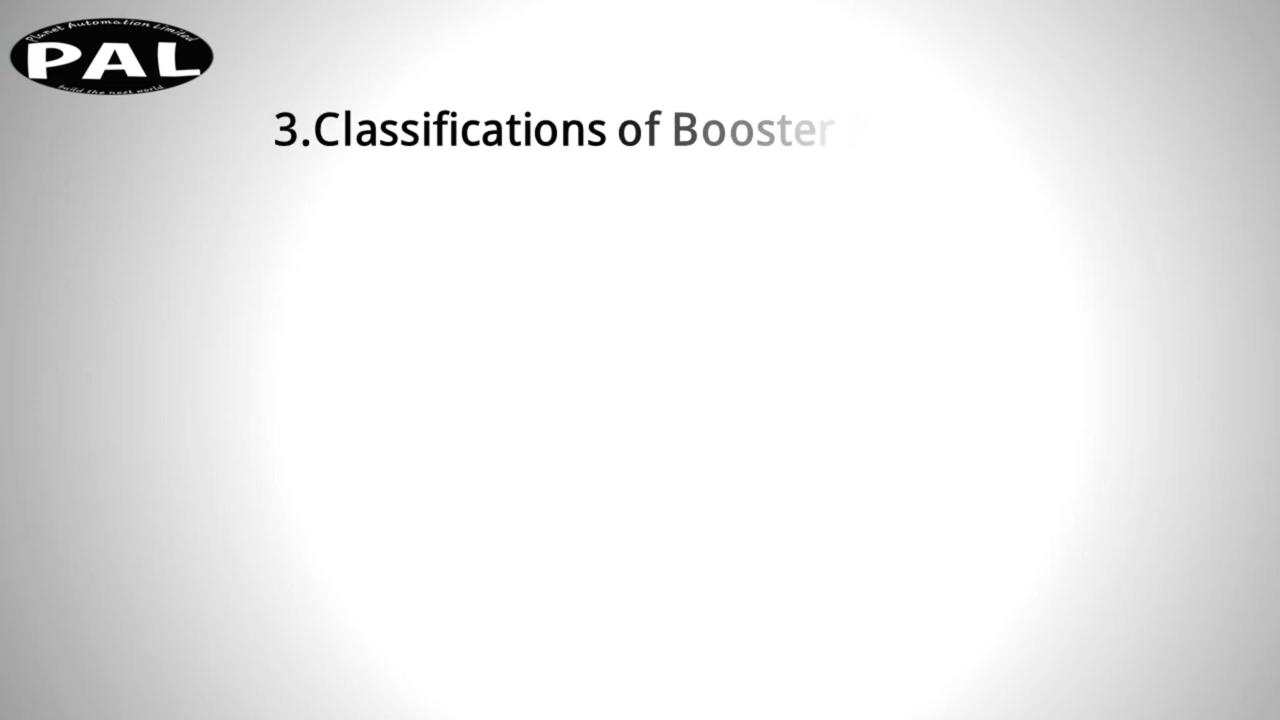 Planet Automation Limited
PAL
build the next world
3.Classifications of Booster